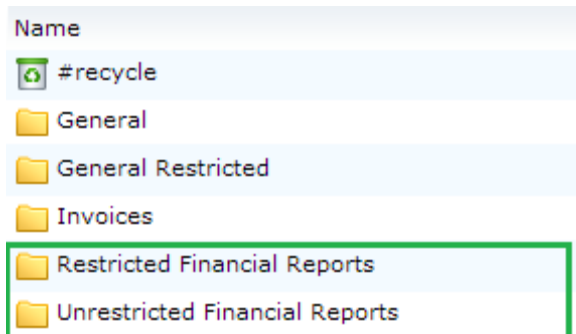 Name
#recycle
General
General Restricted
Invoices
Restricted Financial Reports
Unrestricted Financial Reports